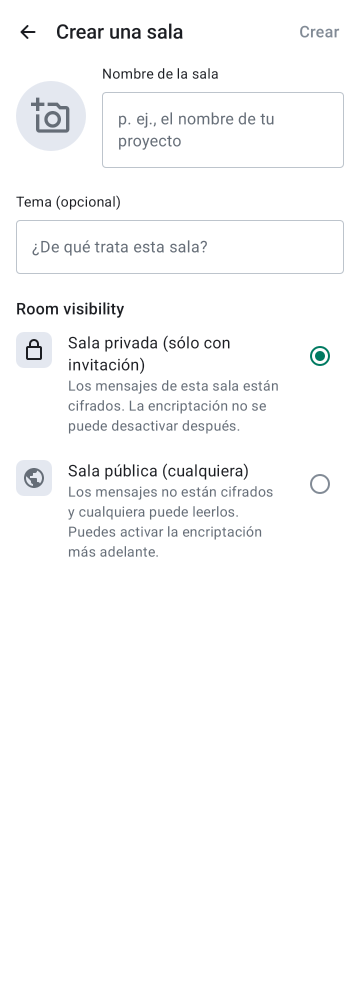 Crear una sala
Crear
Nombre de la sala
p. ej., el nombre de tu
proyecto
Tema (opcional)
¿De qué trata esta sala?
Room visibility
Sala privada (sólo con
invitación)
Los mensajes de esta sala están
cifrados. La encriptación no se
puede desactivar después.
Sala pública (cualquiera)
Los mensajes no están cifrados
y cualquiera puede leerlos.
Puedes activar la encriptación
más adelante.